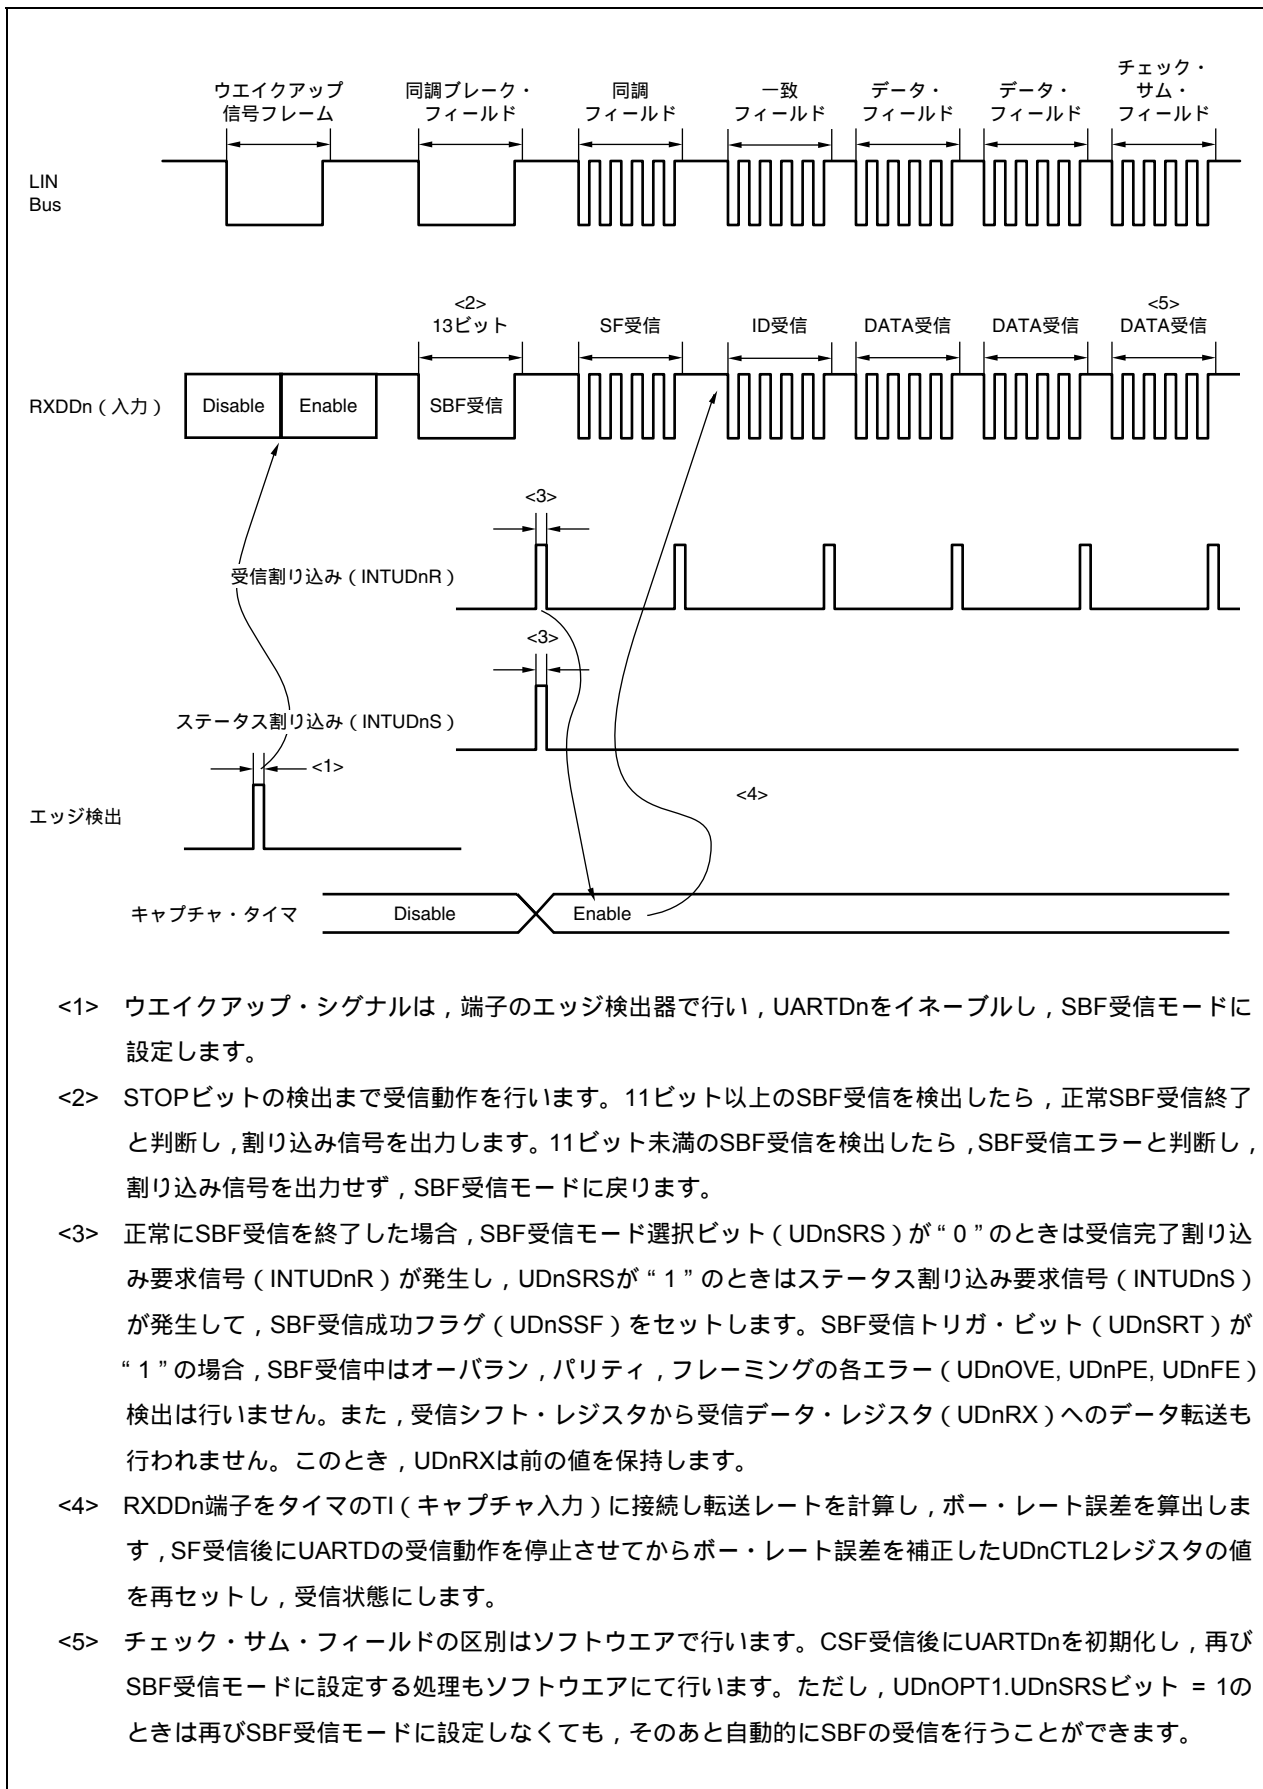 ウエイクアップ
信号フレーム
同調ブレーク・
フィールド
同調
フィールド
一致
フィールド
データ・
フィールド
データ・
フィールド
チェック・
サム・
フィールド
LIN
Bus
<2>
13ビット
SF受信
ID受信
DATA受信
DATA受信
<5>
DATA受信
RXDDn（入力）
Disable
Enable
SBF受信
<3>
受信割り込み（INTUDnR）
<3>
ステータス割り込み（INTUDnS）
<1>
<4>
エッジ検出
キャプチャ・タイマ
Disable
Enable
<1> ウエイクアップ・シグナルは，端子のエッジ検出器で行い，UARTDnをイネーブルし，SBF受信モードに
設定します。
<2> STOPビットの検出まで受信動作を行います。11ビット以上のSBF受信を検出したら，正常SBF受信終了
と判断し，割り込み信号を出力します。11ビット未満のSBF受信を検出したら，SBF受信エラーと判断し，
割り込み信号を出力せず，SBF受信モードに戻ります。
<3> 正常にSBF受信を終了した場合，SBF受信モード選択ビット（UDnSRS）が“0”のときは受信完了割り込
み要求信号（INTUDnR）が発生し，UDnSRSが“1”のときはステータス割り込み要求信号（INTUDnS）
が発生して，SBF受信成功フラグ（UDnSSF）をセットします。SBF受信トリガ・ビット（UDnSRT）が
“1”の場合，SBF受信中はオーバラン，パリティ，フレーミングの各エラー（UDnOVE, UDnPE, UDnFE）
検出は行いません。また，受信シフト・レジスタから受信データ・レジスタ（UDnRX）へのデータ転送も
行われません。このとき，UDnRXは前の値を保持します。
<4> RXDDn端子をタイマのTI（キャプチャ入力）に接続し転送レートを計算し，ボー・レート誤差を算出しま
す，SF受信後にUARTDの受信動作を停止させてからボー・レート誤差を補正したUDnCTL2レジスタの値
を再セットし，受信状態にします。
<5> チェック・サム・フィールドの区別はソフトウエアで行います。CSF受信後にUARTDnを初期化し，再び
SBF受信モードに設定する処理もソフトウエアにて行います。ただし，UDnOPT1.UDnSRSビット = 1の
ときは再びSBF受信モードに設定しなくても，そのあと自動的にSBFの受信を行うことができます。